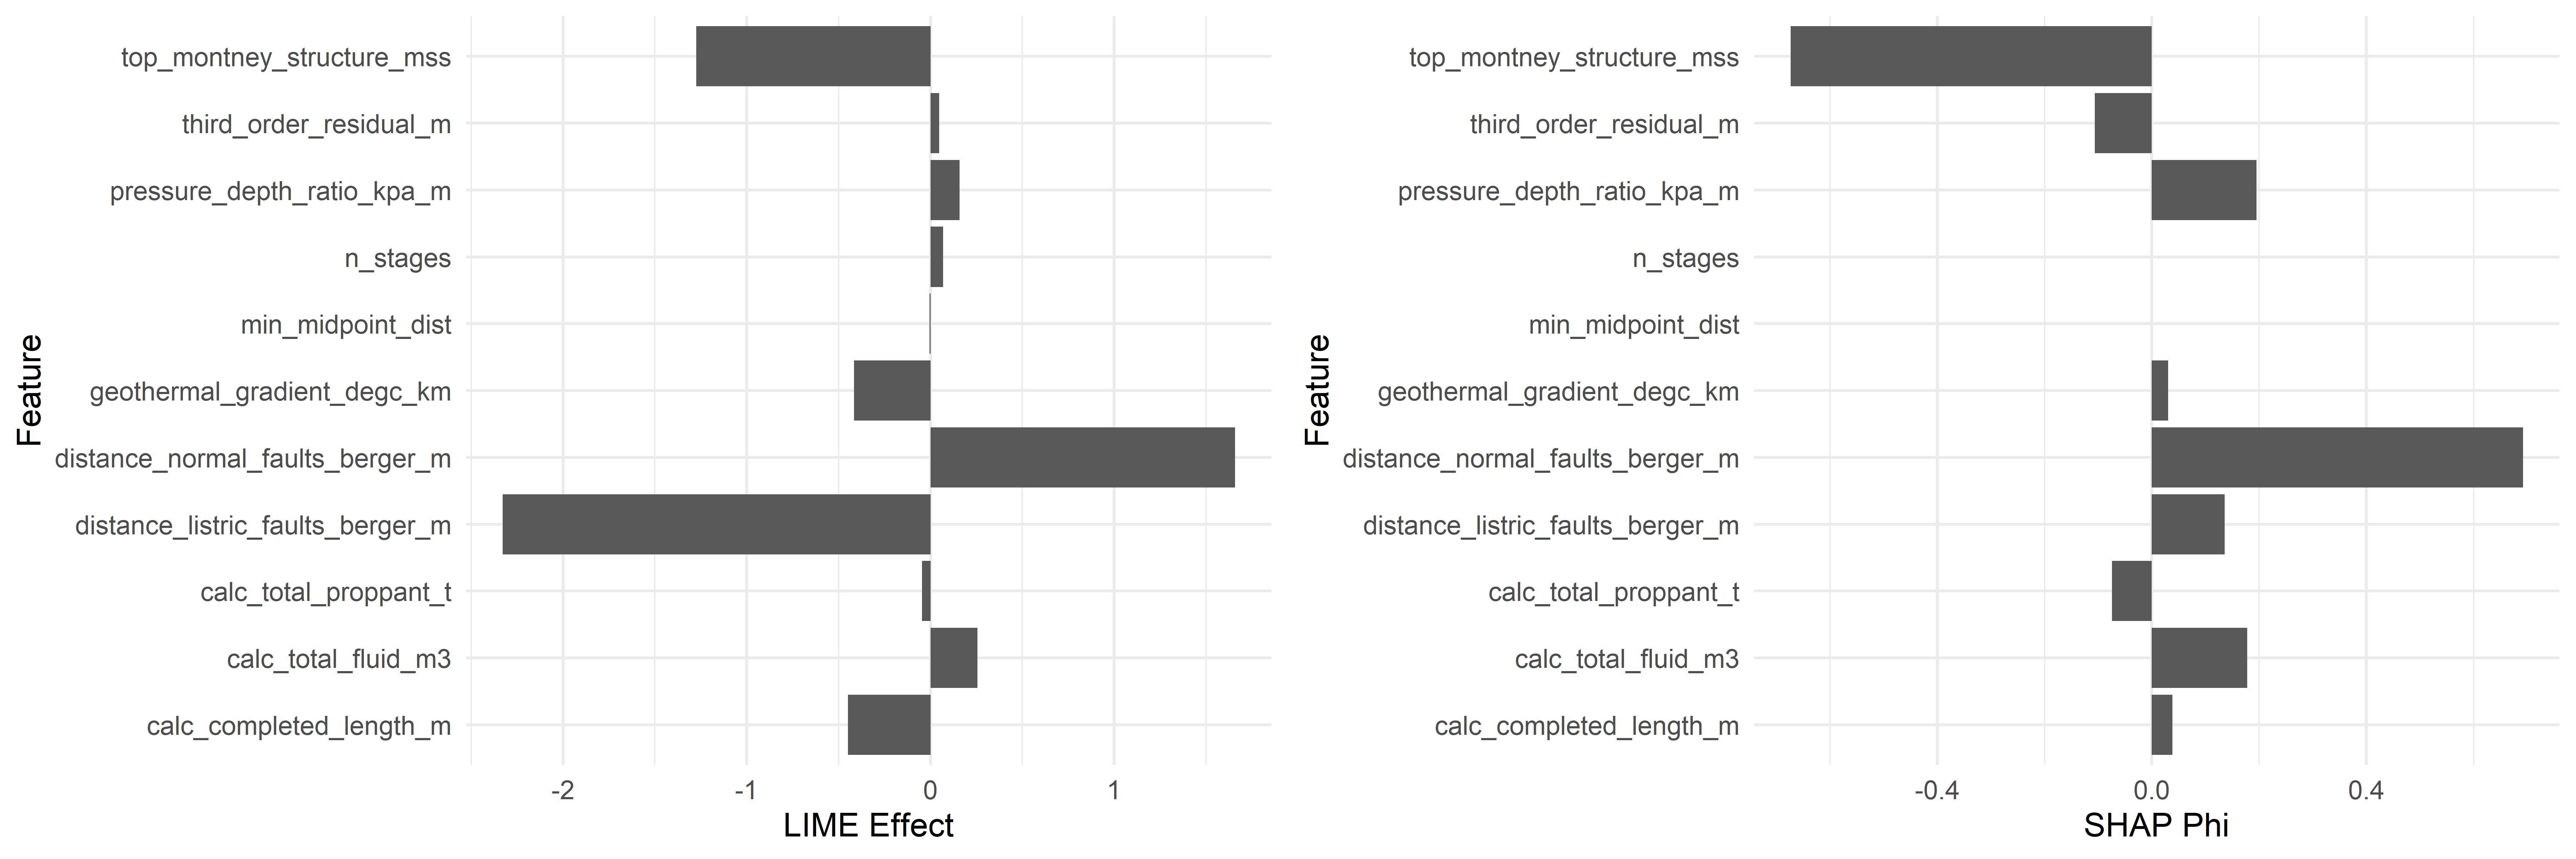 Feature
top_montney_structure_mss
third_order_residual_m
pressure_depth_ratio_kpa_m
n_stages
min_midpoint_dist
geothermal_gradient_degc_km
distance_normal_faults_berger_m
distance_listric_faults_berger_m
calc_total_proppant_t
calc_total_fluid_m3
calc_completed_length_m
-2 -1 0 1
LIME Effect
Feature
top_montney_structure_mss
third_order_residual_m
pressure_depth_ratio_kpa_m
n_stages
min_midpoint_dist
geothermal_gradient_degc_km
distance_normal_faults_berger_m
distance_listric_faults_berger_m
calc_total_proppant_t
calc_total_fluid_m3
calc_completed_length_m
-0.4 0.0 0.4
SHAP Phi